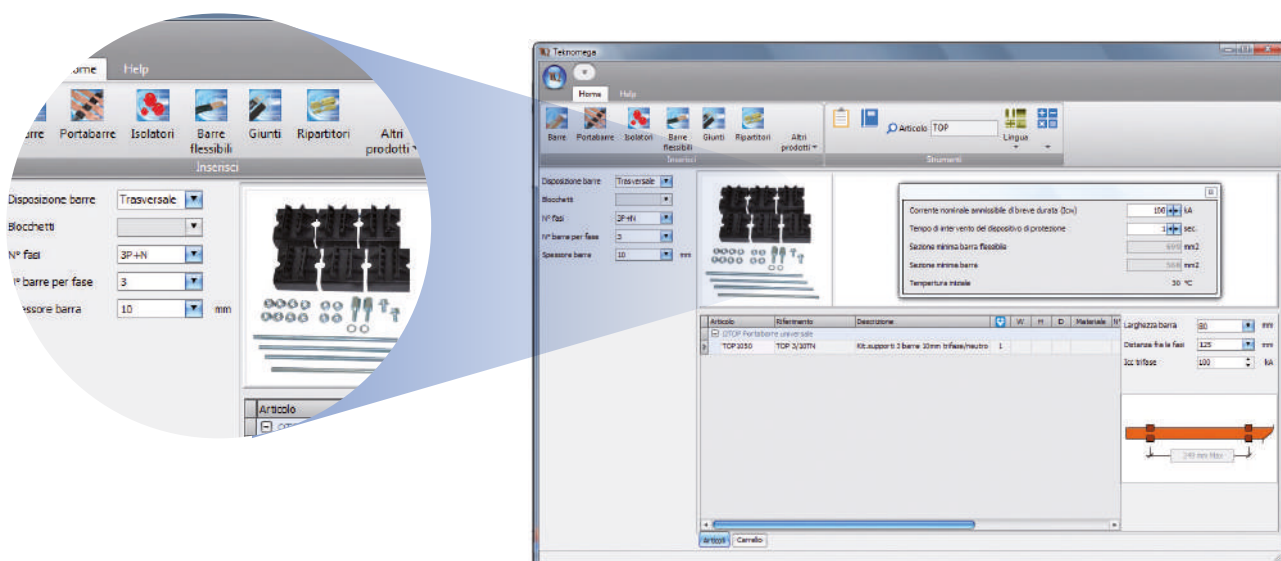 ome Help
rre Portabarre Isolatori Barre flessibili Giunti Ripartitori Altri prodotti
Inserisci
Disposizione barre Trasversale
Blocchetti
N° fasi 3P+N
N° barre per fase 3
essore barra 10 mm
Articolo
Teknomega
Home Help
Barre Portabarre Isolatori Barre flessibili Giunti Ripartitori Altri prodotti
Inserisci
Articolo TOP
Lingua
Strumenti
Disposizione barre Trasversale
Blocchetti
N° fasi 3P+N
N° barre per fase 3
Spessore barra 10 mm
Corrente nominale ammissibile di breve durata (Icw) 100 kA
Tempo di intervento del dispositivo di protezione 1 sec.
Sezione minima barra flessibile mm2
Sezione minima barra mm2
Tempertura iniziale 30 °C
Articolo Riferimento Descrizione W H D Materiale N°
OTOP Portabarre universale
TOP1050 TOP 3/10TN Kit.supporti 3 barre 10mm trifase/neutro 1
Larghezza barra 80 mm
Distanza fra le fasi 125 mm
Icc trifase 100 kA
mm Max
Articoli Carrello